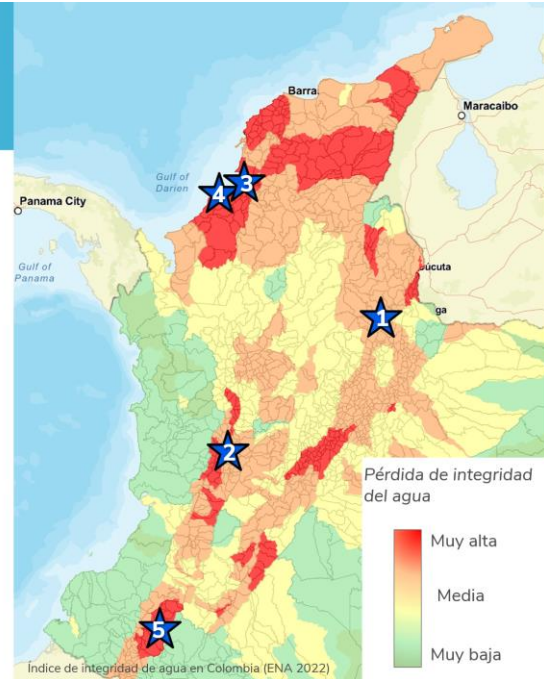 Barra
Maracaibo
Gulf of
Darien
4
3
Panama City
Gulf of
Panama
úcuta
ga
1
2
Pérdida de integridad
del agua
Muy alta
Media
Muy baja
5
Índice de integridad de agua en Colombia (ENA 2022)